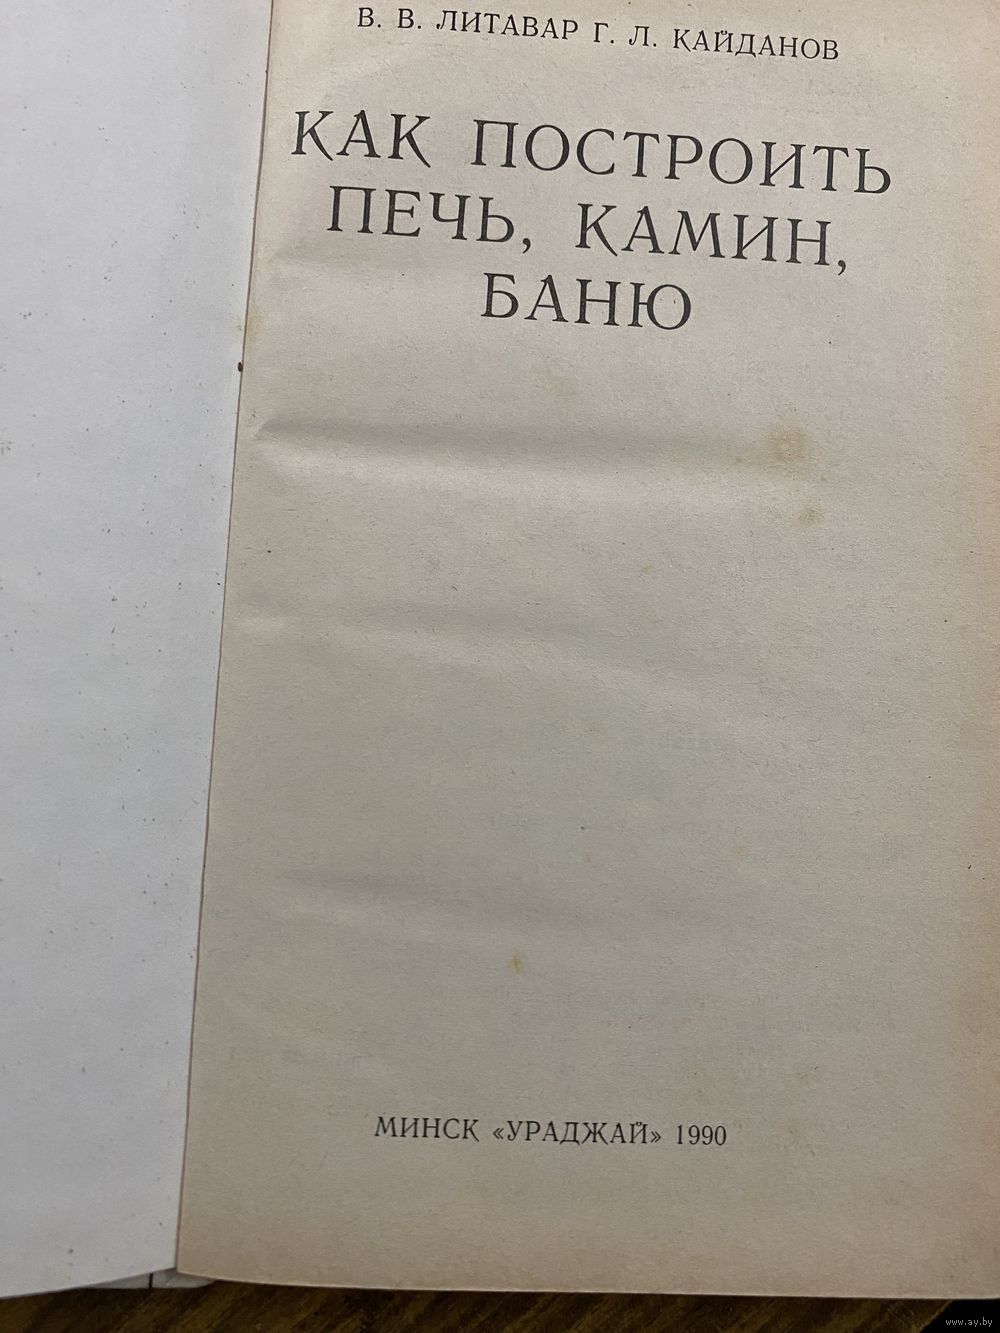 В. В. ЛИТАВАР Г. Л. КАЙДАНОВ
КАК ПОСТРОИТЬ
ПЕЧЬ, КАМИН,
БАНЮ
МИНСК «УРАДЖАЙ» 1990
www.ay.by